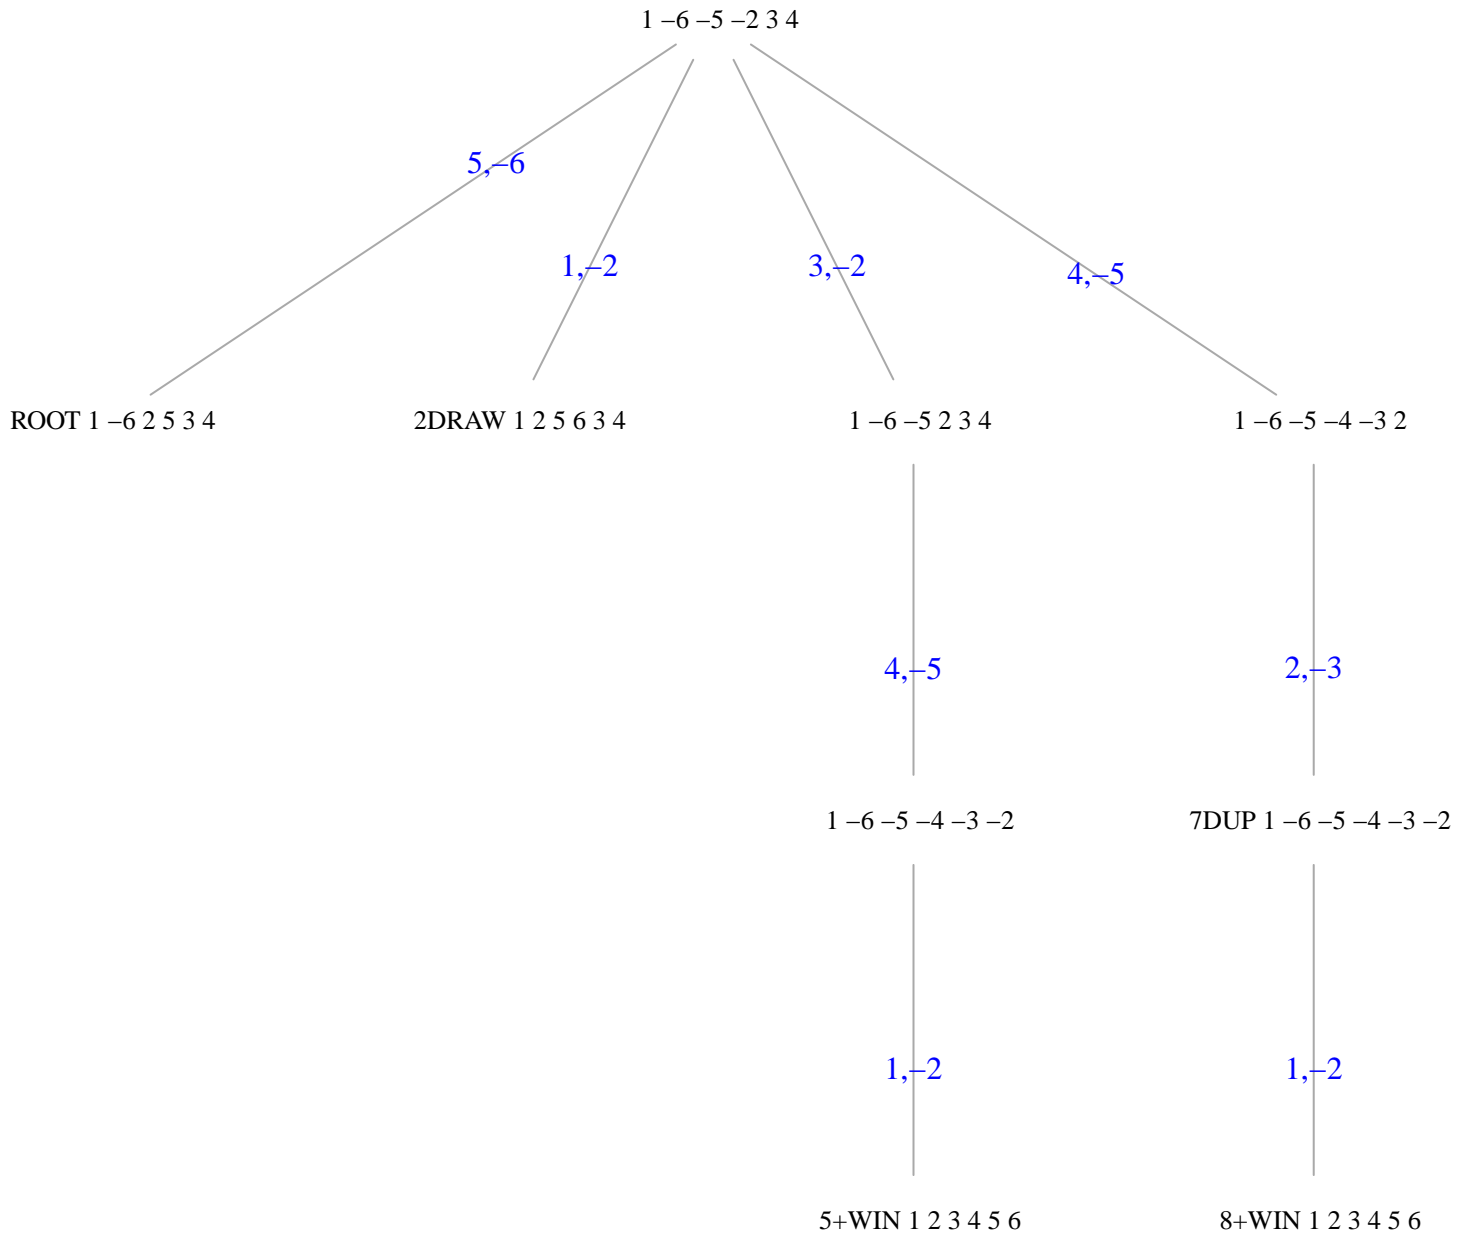 1 –6 –5 –2 3 4
5,–6
1,–2
3,–2
4,–5
ROOT 1 –6 2 5 3 4
2DRAW 1 2 5 6 3 4
1 –6 –5 2 3 4
1 –6 –5 –4 –3 2
4,–5
2,–3
1 –6 –5 –4 –3 –2
7DUP 1 –6 –5 –4 –3 –2
1,–2
1,–2
5+WIN 1 2 3 4 5 6
8+WIN 1 2 3 4 5 6